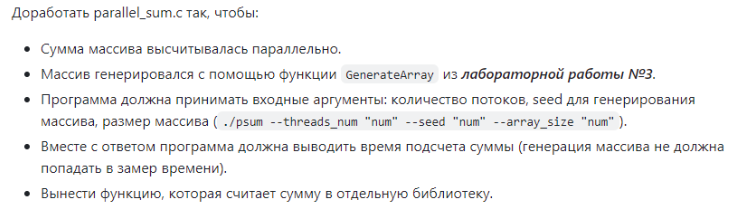 Доработать parallel_sum.c так, чтобы:
• Сумма массива высчитывалась параллельно.
• Массив генерировался с помощью функции GenerateArray из лабораторной работы №3.
• Программа должна принимать входные аргументы: количество потоков, seed для генерирования
массива, размер массива ( ./psum --threads_num "num" --seed "num" --array_size "num" ).
• Вместе с ответом программа должна выводить время подсчета суммы (генерация массива не должна
попадать в замер времени).
• Вынести функцию, которая считает сумму в отдельную библиотеку.